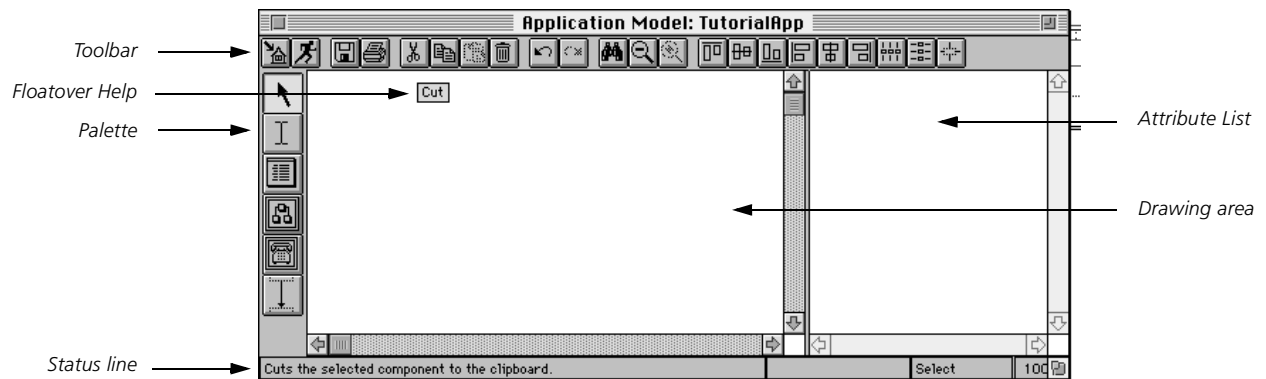 Application Model: TutorialApp
Toolbar
Floatover Help
Cut
Palette
Attribute List
Drawing area
Status line
Cuts the selected component to the clipboard.
Select
100